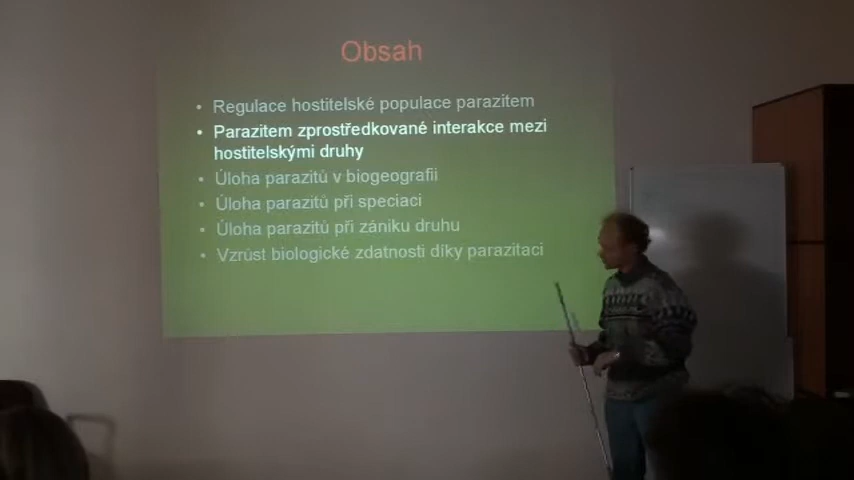 Obsah
• Regulace hostitelské populace parazitem
• Parazitem zprostředkované interakce mezi
hostitelskými druhy
• Úloha parazitů v biogeografii
• Úloha parazitů při speciaci
• Úloha parazitů při zániku druhu
• Vzrůst biologické zdatnosti díky parazitaci